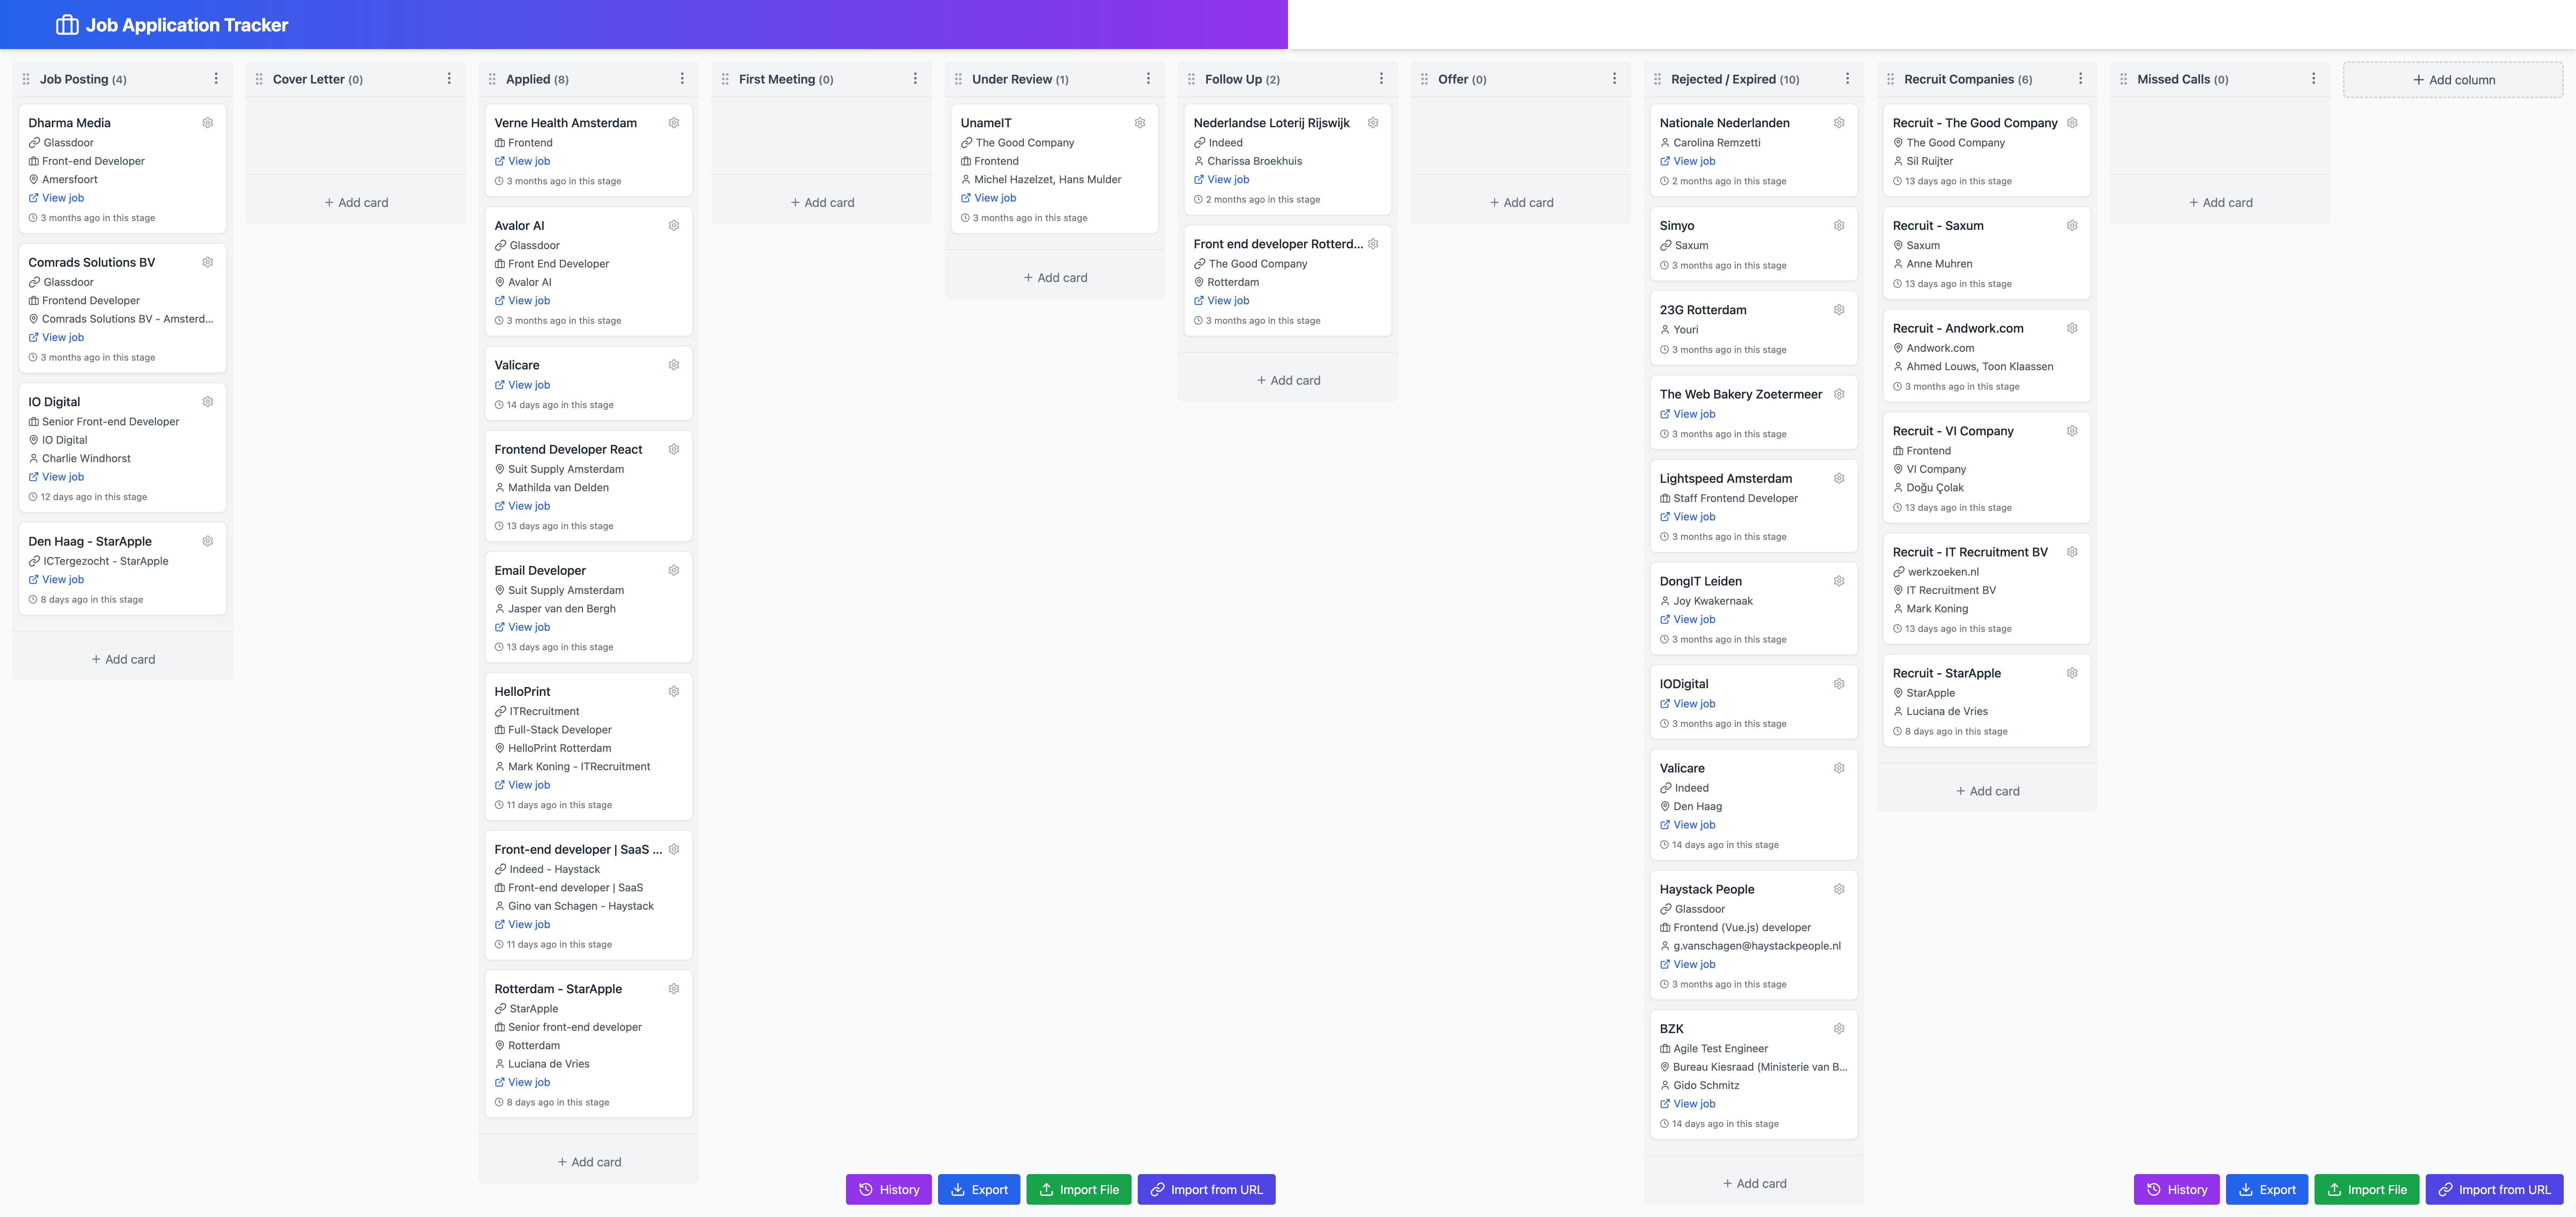 Job Application Tracker
Job Posting (4)
Dharma Media
Glassdoor
Front-end Developer
Amersfoort
View job
3 months ago in this stage
Comrads Solutions BV
Glassdoor
Frontend Developer
Comrads Solutions BV - Amsterd...
View job
3 months ago in this stage
IO Digital
Senior Front-end Developer
IO Digital
Charlie Windhorst
View job
12 days ago in this stage
Den Haag - StarApple
ICTergezocht - StarApple
View job
8 days ago in this stage
+ Add card
Cover Letter (0)
+ Add card
Applied (8)
Verne Health Amsterdam
Frontend
View job
3 months ago in this stage
Avalor AI
Glassdoor
Front End Developer
Avalor AI
View job
3 months ago in this stage
Valicare
View job
14 days ago in this stage
Frontend Developer React
Suit Supply Amsterdam
Mathilda van Delden
View job
13 days ago in this stage
Email Developer
Suit Supply Amsterdam
Jasper van den Bergh
View job
13 days ago in this stage
HelloPrint
ITRecruitment
Full-Stack Developer
HelloPrint Rotterdam
Mark Koning - ITRecruitment
View job
11 days ago in this stage
Front-end developer | SaaS ...
Indeed - Haystack
Front-end developer | SaaS
Gino van Schagen - Haystack
View job
11 days ago in this stage
Rotterdam - StarApple
StarApple
Senior front-end developer
Rotterdam
Luciana de Vries
View job
8 days ago in this stage
+ Add card
First Meeting (0)
+ Add card
Under Review (1)
UnameIT
The Good Company
Frontend
Michel Hazelzet, Hans Mulder
View job
3 months ago in this stage
+ Add card
Follow Up (2)
Nederlandse Loterij Rijswijk
Indeed
Charissa Broekhuis
View job
2 months ago in this stage
Front end developer Rotterd...
The Good Company
Rotterdam
View job
3 months ago in this stage
+ Add card
Offer (0)
+ Add card
Rejected / Expired (10)
Nationale Nederlanden
Carolina Remzetti
View job
2 months ago in this stage
Simyo
Saxum
3 months ago in this stage
23G Rotterdam
Youri
3 months ago in this stage
The Web Bakery Zoetermeer
View job
3 months ago in this stage
Lightspeed Amsterdam
Staff Frontend Developer
View job
3 months ago in this stage
DongIT Leiden
Joy Kwakernaak
View job
3 months ago in this stage
IODigital
View job
3 months ago in this stage
Valicare
Indeed
Den Haag
View job
14 days ago in this stage
Haystack People
Glassdoor
Frontend (Vue.js) developer
g.vanschagen@haystackpeople.nl
View job
3 months ago in this stage
BZK
Agile Test Engineer
Bureau Kiesraad (Ministerie van B...
Gido Schmitz
View job
14 days ago in this stage
+ Add card
Recruit Companies (6)
Recruit - The Good Company
The Good Company
Sil Ruijter
13 days ago in this stage
Recruit - Saxum
Saxum
Anne Muhren
13 days ago in this stage
Recruit - Andwork.com
Andwork.com
Ahmed Louws, Toon Klaassen
3 months ago in this stage
Recruit - VI Company
Frontend
VI Company
Doğu Çolak
13 days ago in this stage
Recruit - IT Recruitment BV
werkzoeken.nl
IT Recruitment BV
Mark Koning
13 days ago in this stage
Recruit - StarApple
StarApple
Luciana de Vries
8 days ago in this stage
+ Add card
Missed Calls (0)
+ Add card
+ Add column
History
Export
Import File
Import from URL
History
Export
Import File
Import from URL